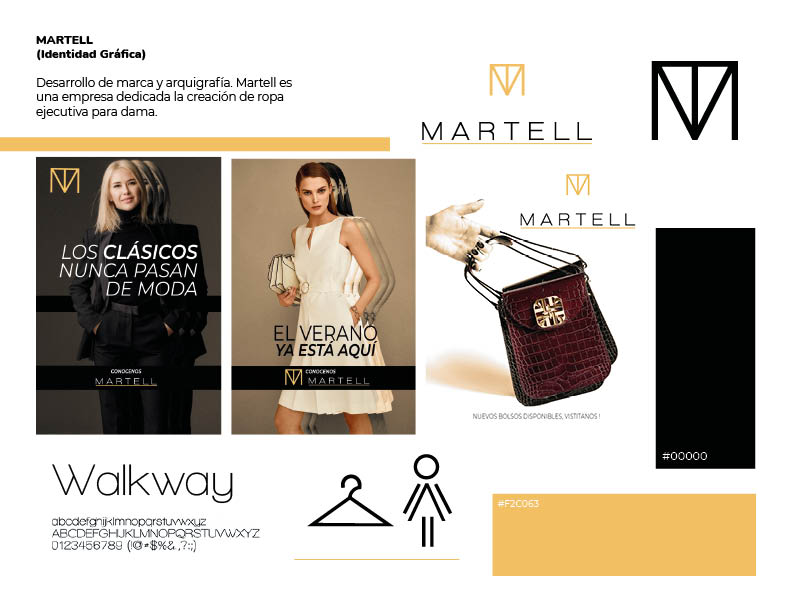 MARTELL
(Identidad Gráfica)
Desarrollo de marca y arquigrafía. Martell es
una empresa dedicada la creación de ropa
ejecutiva para dama.
MARTELL
LOS CLÁSICOS
NUNCA PASAN
DE MODA
CONOCENOS
MARTELL
EL VERANO
YA ESTÁ AQUÍ
CONOCENOS
MARTELL
MARTELL
NUEVOS BOLSOS DISPONIBLES, VISTITANOS !
#00000
Walkway
abcdefghijklmnopqrstuvwxyz
ABCDEFGHIJKLMNOPQRSTUVWXYZ
0123456789 (!@#$%&.,?:;)
#F2C063